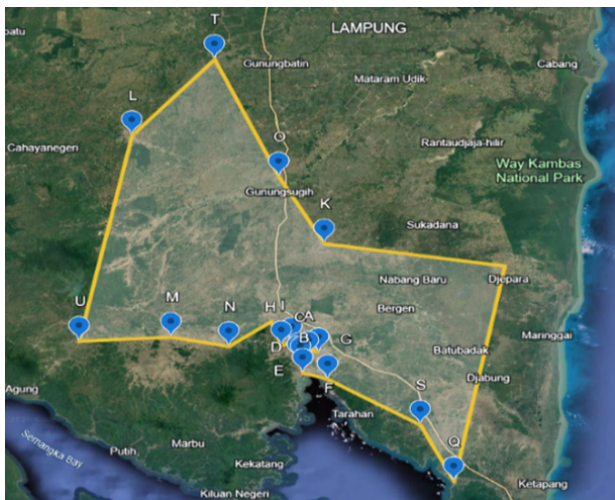 T
LAMPUNG
patu
Gunungbatin
Cabang
L
Mataram Udik
Cahayanegeri
O
Rantaudjaja-hilir
Way Kambas
National Park
Gunungsugih
K
Sukadana
Nabang Baru
Djepara
U
M
N
H I
C A
Bergen
Maringgai
D
B
G
Batubadak
E
F
Djabung
Agung
S
Tarahan
Semangka Bay
Putih
Marbu
Q
Kekatang
Kiluan Negeri
Ketapang